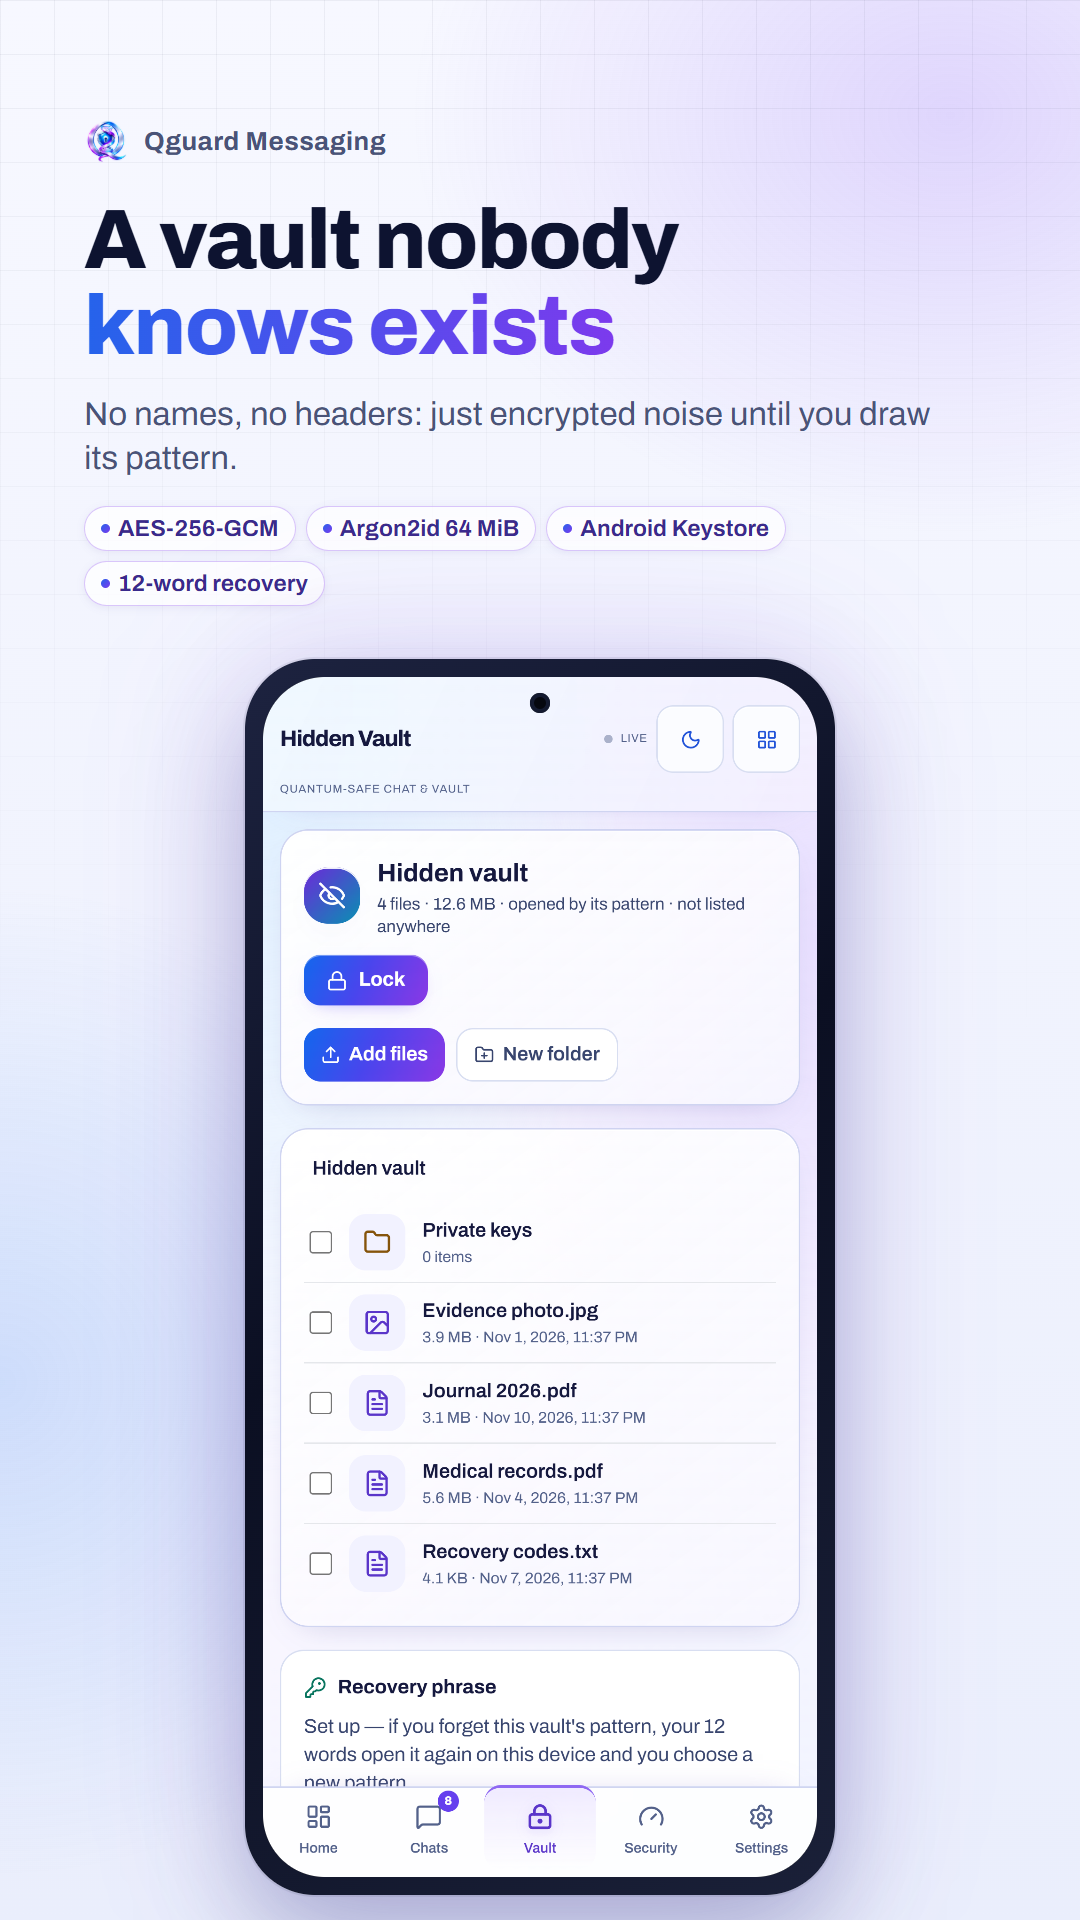 Qguard Messaging
A vault nobody
knows exists
No names, no headers: just encrypted noise until you draw
its pattern.
AES-256-GCM
Argon2id 64 MiB
Android Keystore
12-word recovery
Hidden Vault
LIVE
QUANTUM-SAFE CHAT & VAULT
Hidden vault
4 files · 12.6 MB · opened by its pattern · not listed
anywhere
Lock
Add files
New folder
Hidden vault
Private keys
0 items
Evidence photo.jpg
3.9 MB · Nov 1, 2026, 11:37 PM
Journal 2026.pdf
3.1 MB · Nov 10, 2026, 11:37 PM
Medical records.pdf
5.6 MB · Nov 4, 2026, 11:37 PM
Recovery codes.txt
4.1 KB · Nov 7, 2026, 11:37 PM
Recovery phrase
Set up — if you forget this vault's pattern, your 12
words open it again on this device and you choose a
new pattern
8
Home
Chats
Vault
Security
Settings